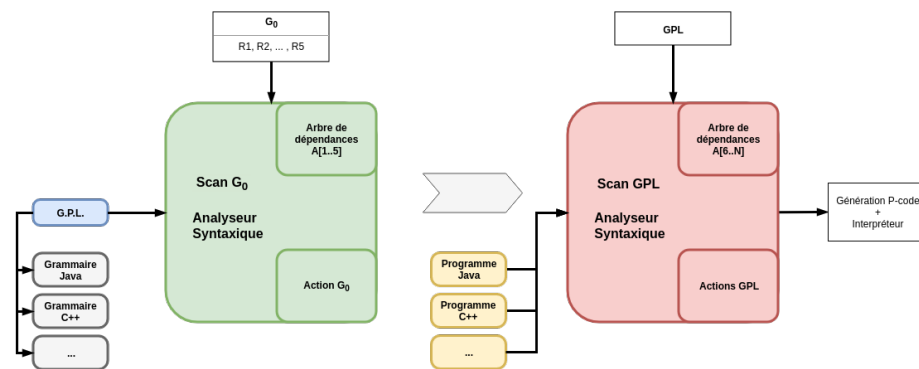 G₀
R1, R2, ... , R5
Arbre de
dépendances
A[1..5]
Scan G₀
Analyseur
Syntaxique
Action G₀
G.P.L.
Grammaire
Java
Grammaire
C++
...
GPL
Arbre de
dépendances
A[6..N]
Scan GPL
Analyseur
Syntaxique
Actions GPL
Programme
Java
Programme
C++
...
Génération P-code
+
Interpréteur